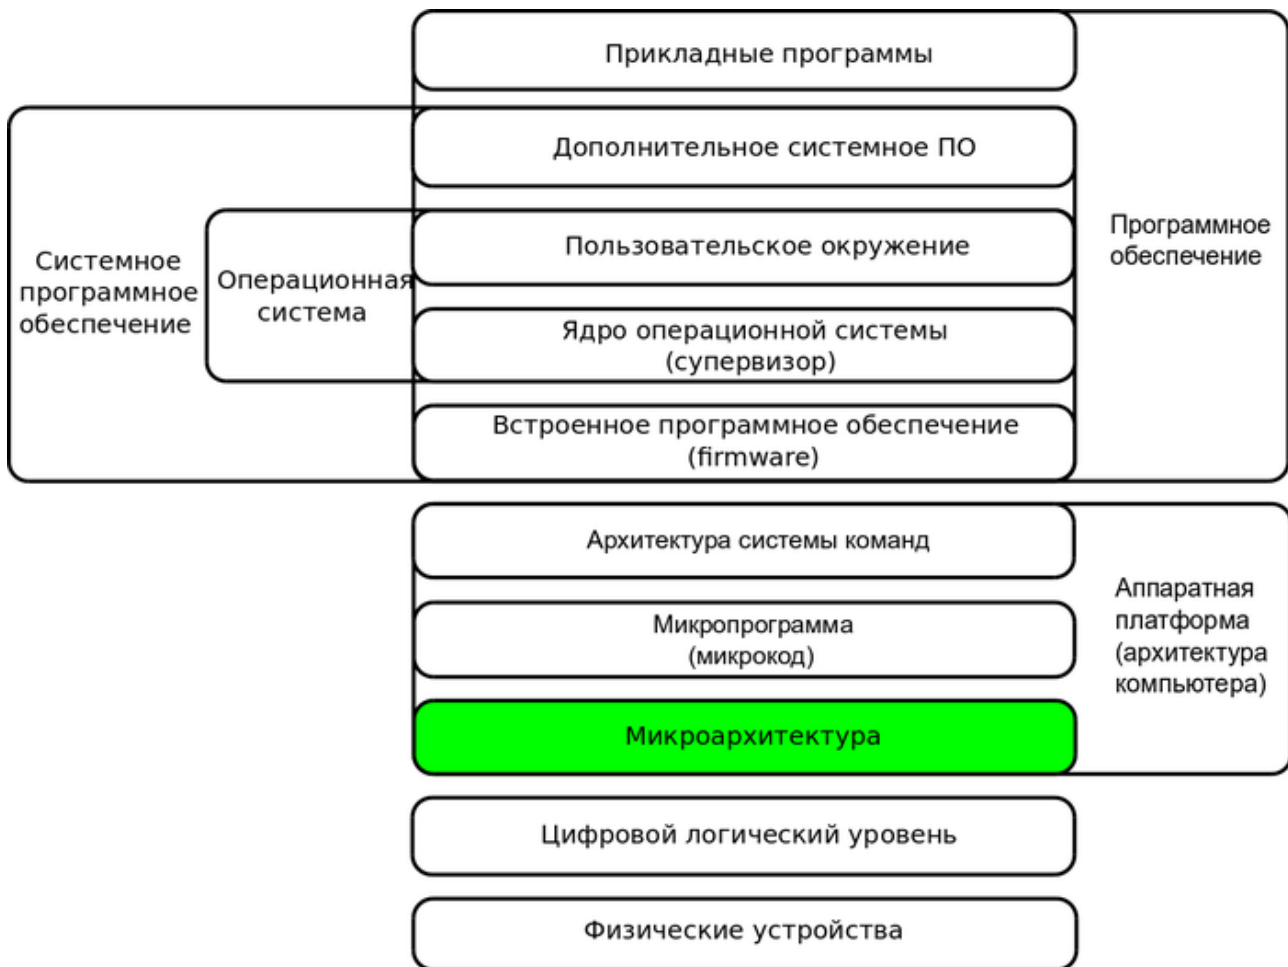 Прикладные программы
Дополнительное системное ПО
Пользовательское окружение
Ядро операционной системы
(супервизор)
Встроенное программное обеспечение
(firmware)
Системное
программное
обеспечение
Операционная
система
Программное
обеспечение
Архитектура системы команд
Микропрограмма
(микрокод)
Микроархитектура
Аппаратная
платформа
(архитектура
компьютера)
Цифровой логический уровень
Физические устройства